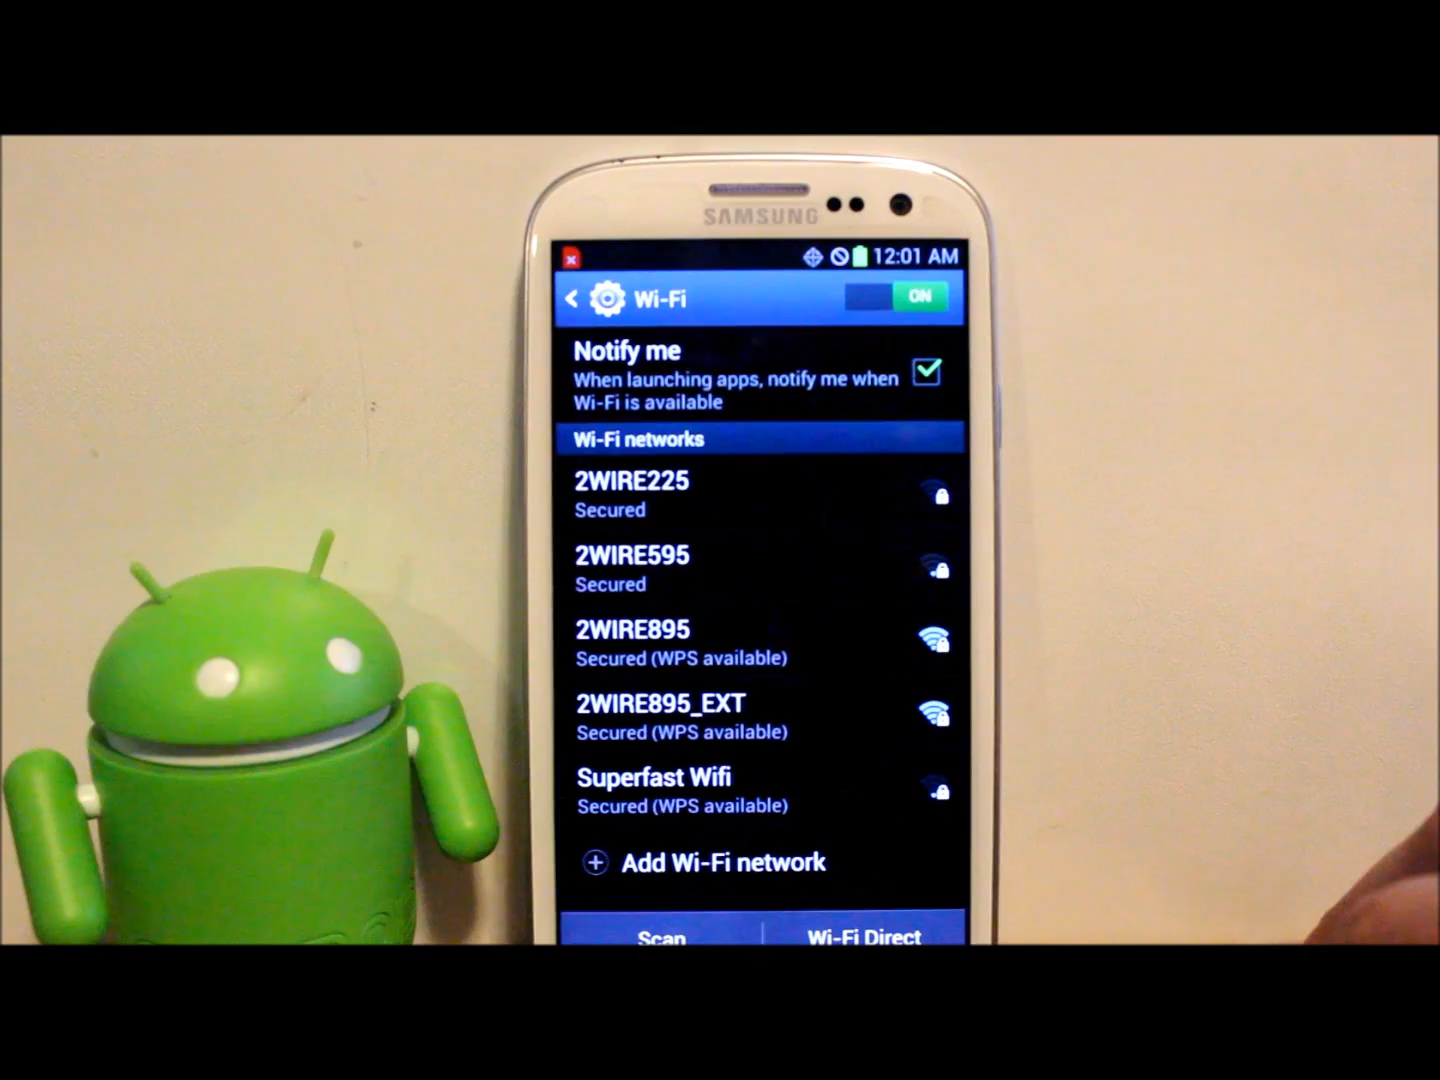 SAMSUNG
12:01 AM
Wi-Fi
ON
Notify me
When launching apps, notify me when
Wi-Fi is available
Wi-Fi networks
2WIRE225
Secured
2WIRE595
Secured
2WIRE895
Secured (WPS available)
2WIRE895_EXT
Secured (WPS available)
Superfast Wifi
Secured (WPS available)
Add Wi-Fi network
Scan
Wi-Fi Direct